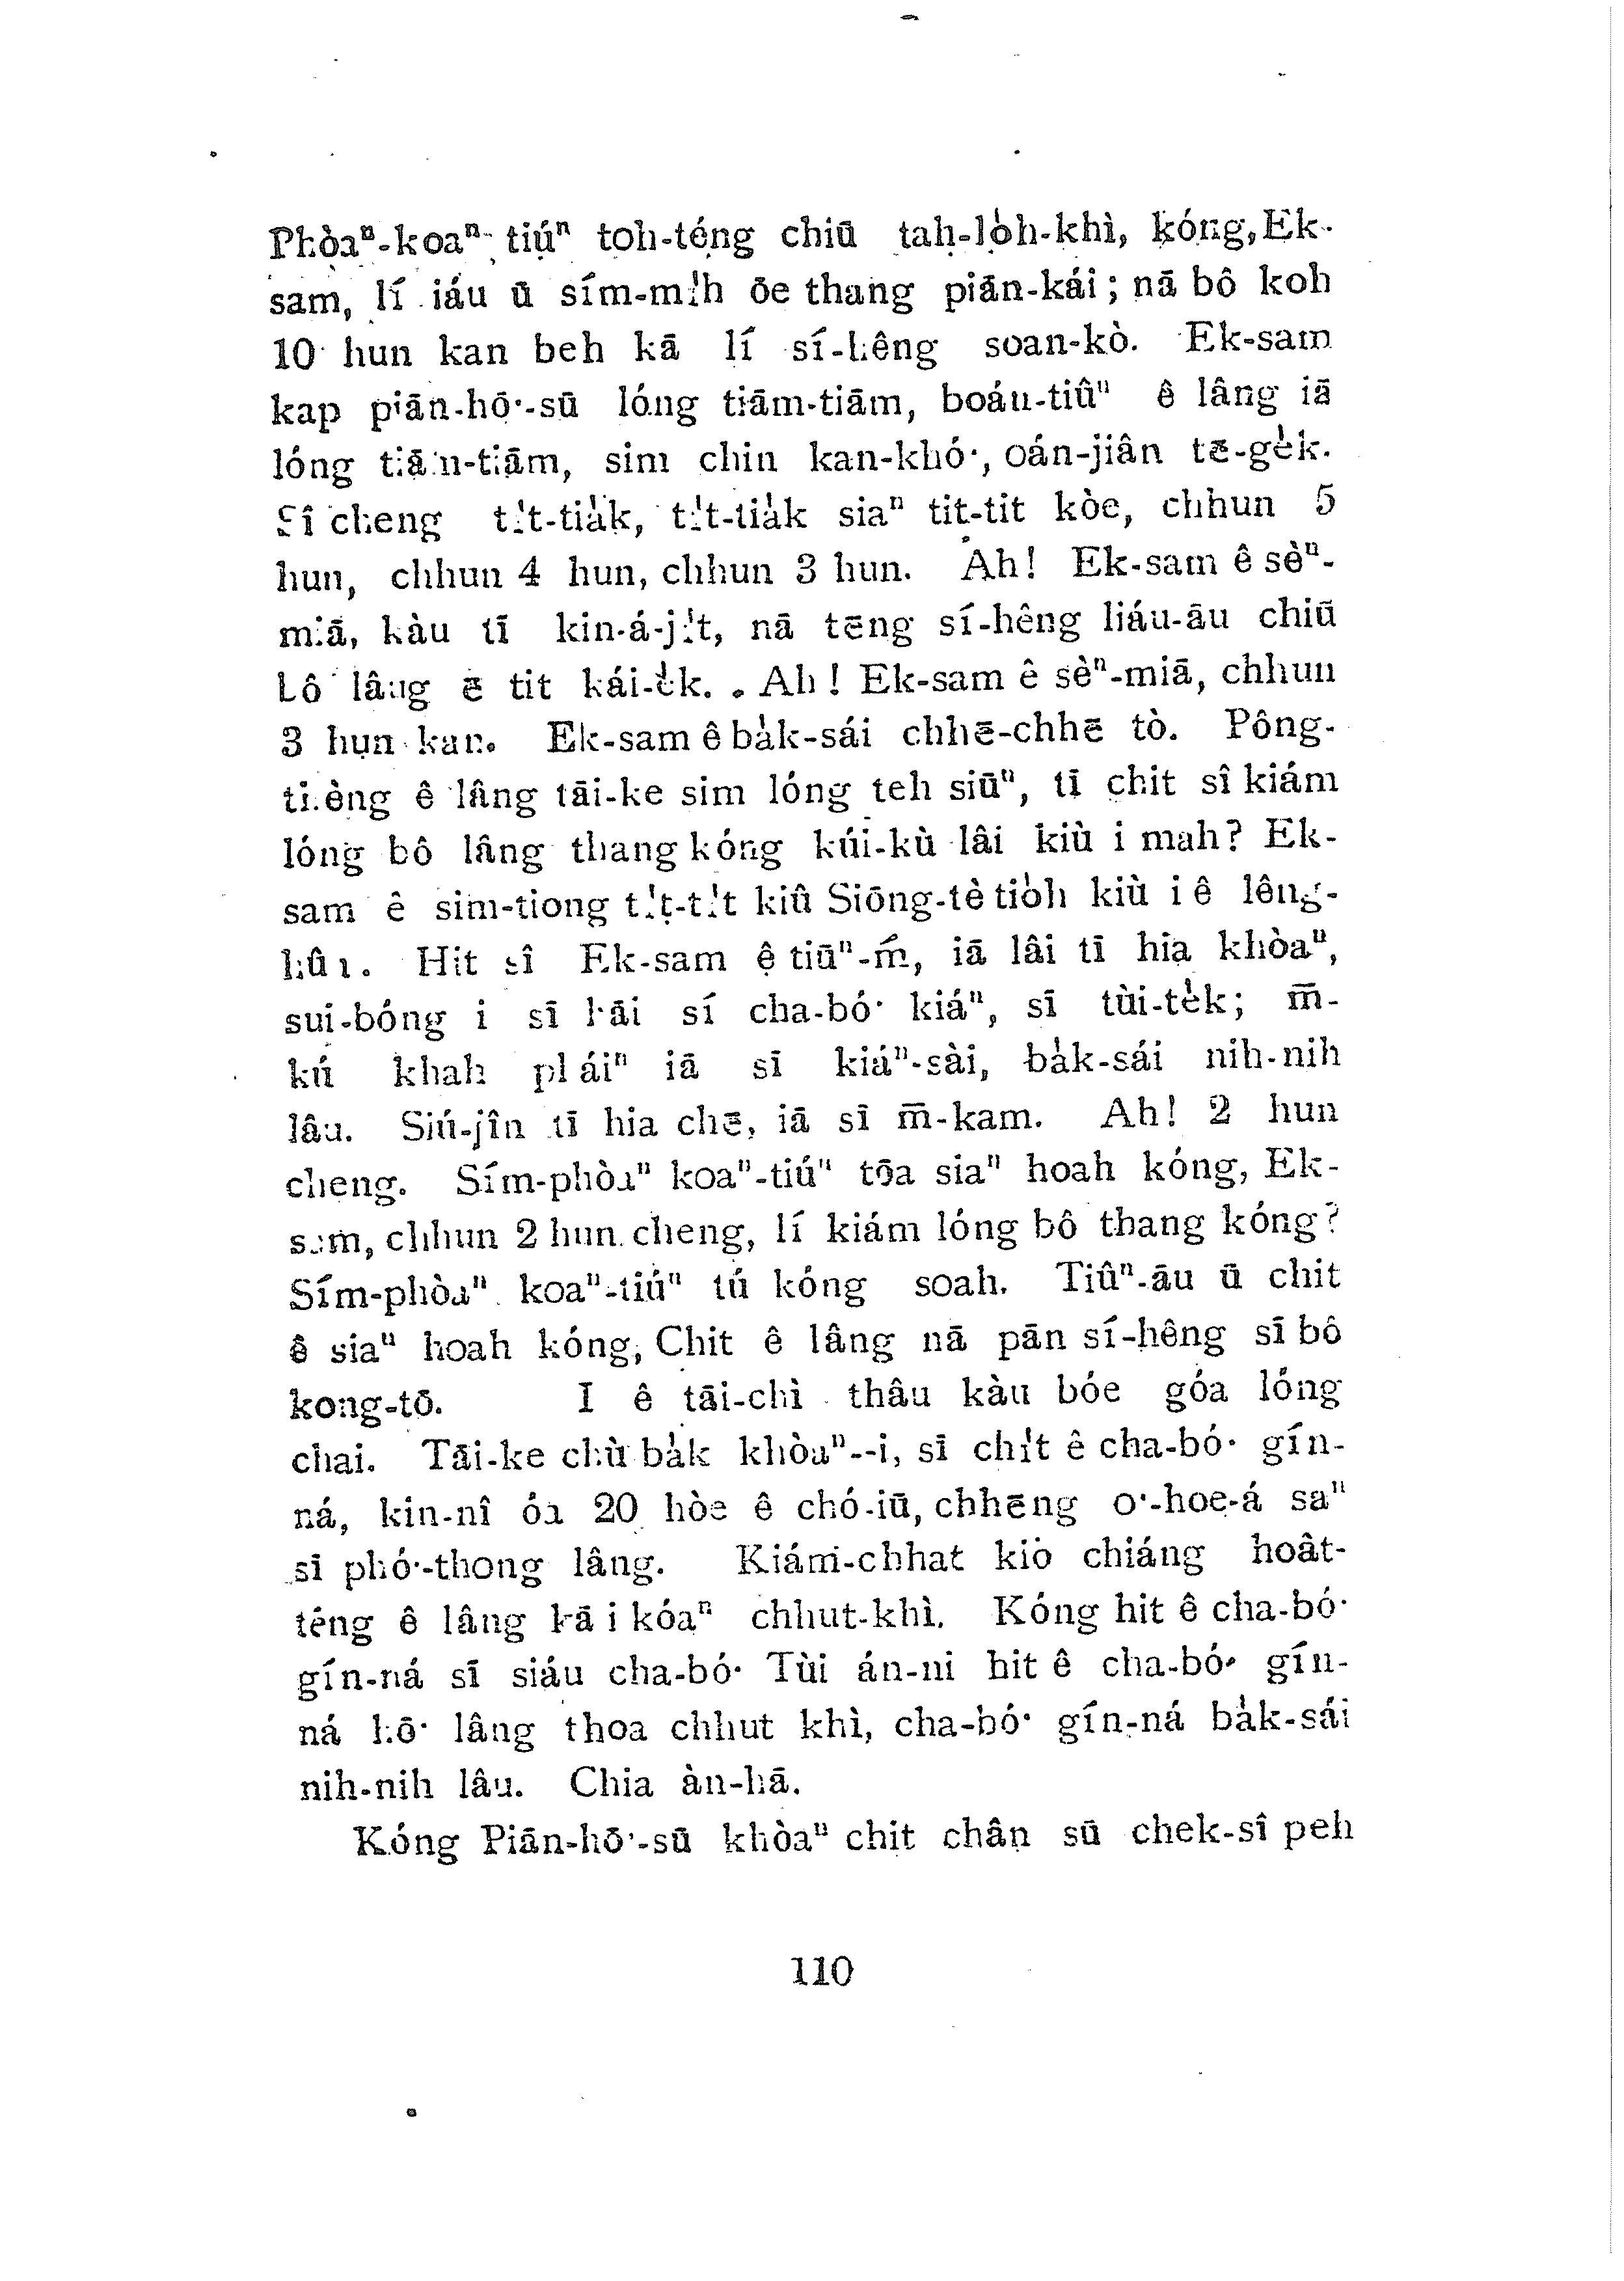 Phòaⁿ-koaⁿ-tiúⁿ toh-téng chiū tah-lo̍h-khì, kóng, Ek-
sam, lí iáu ū sím-mi̍h ōe thang piān-kái; nā bô koh
10 hun kan beh kā lí sí-hêng soan-kò. Ek-sam
kap piān-hō͘-sū lóng tiām-tiām, boán-tiûⁿ ê lâng iā
lóng tiām-tiām, sim chin kan-khó͘, oán-jiân tē-ge̍k.
Sî cheng ti̍t-tia̍k, ti̍t-tia̍k siaⁿ tit-tit kòe, chhun 5
hun, chhun 4 hun, chhun 3 hun. Ah! Ek-sam ê sèⁿ-
miā, kàu tī kin-á-ji̍t, nā tēng sí-hêng liáu-āu chiū
bô lâng ē tit kái-e̍k. Ah! Ek-sam ê sèⁿ-miā, chhun
3 hun kan. Ek-sam ê ba̍k-sái chhē-chhē tò. Pông-
thèng ê lâng tāi-ke sim lóng teh siūⁿ, tī chit sî kiám
lóng bô lâng thang kóng kúi-kù lâi kiù i mah? Ek-
sam ê sim-tiong ti̍t-ti̍t kiû Siōng-tè tio̍h kiù i ê lêng-
hûn. Hit sî Ek-sam ê tiūⁿ-ḿ, iā lâi tī hia khòaⁿ,
sui-bóng i sī hāi sí cha-bó͘ kiáⁿ, sī tùi-te̍k; m̄-
kú khah pháiⁿ iā sī kiáⁿ-sài, ba̍k-sái nih-nih
lâu. Siú-jîn tī hia chē, iā sī m̄-kam. Ah! 2 hun
cheng. Sím-phòaⁿ koaⁿ-tiúⁿ tōa siaⁿ hoah kóng, Ek-
sam, chhun 2 hun cheng, lí kiám lóng bô thang kóng?
Sím-phòaⁿ koaⁿ-tiúⁿ tú kóng soah. Tiûⁿ-āu ū chit
ê siaⁿ hoah kóng, Chit ê lâng nā pān sí-hêng sī bô
kong-tō. I ê tāi-chì thâu kàu bóe góa lóng
chai. Tāi-ke chù ba̍k khòaⁿ--i, sī chi̍t ê cha-bó͘ gín-
ná, kin-nî óa 20 hòe ê chó-iū, chhēng o͘-hoe-á saⁿ
sī phó͘-thong lâng. Kiám-chhat kio chiáng hoât-
téng ê lâng kā i kóaⁿ chhut-khì. Kóng hit ê cha-bó͘
gín-ná sī siáu cha-bó͘ Tùi án-ni hit ê cha-bó͘ gín-
ná hō͘ lâng thoa chhut khì, cha-bó͘ gín-ná ba̍k-sái
nih-nih lâu. Chia àn-hā.
Kóng Piān-hō͘-sū khòaⁿ chit chân sū chek-sî peh
110